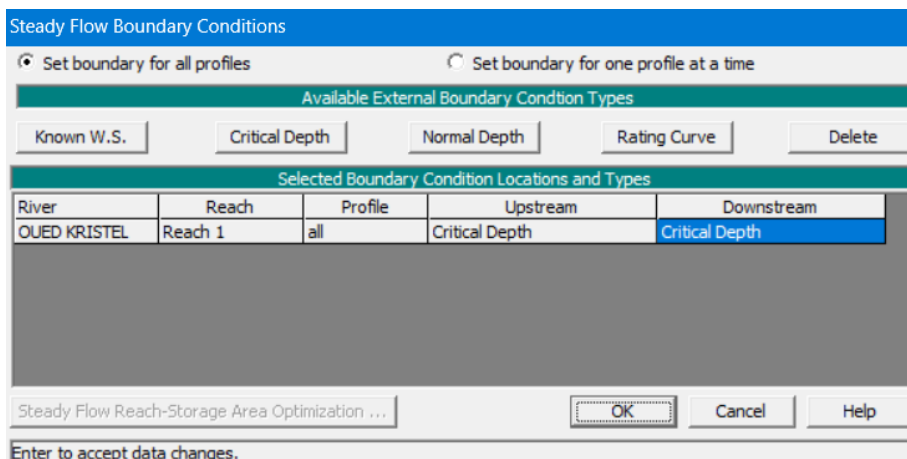 Steady Flow Boundary Conditions
Set boundary for all profiles Set boundary for one profile at a time
Available External Boundary Condtion Types
Known W.S. Critical Depth Normal Depth Rating Curve Delete
Selected Boundary Condition Locations and Types
River Reach Profile Upstream Downstream
OUED KRISTEL Reach 1 all Critical Depth Critical Depth
Steady Flow Reach-Storage Area Optimization ... OK Cancel Help
Enter to accept data changes.